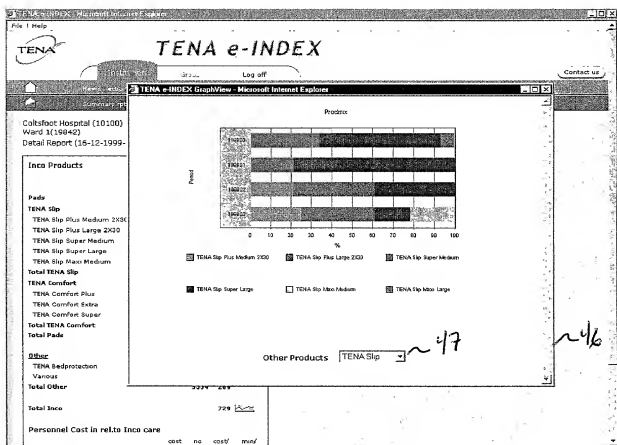 TENA e-INDEX - Microsoft Internet Explorer
File | Help
TENA
TENA e-INDEX
Log off
Contact us
TENA e-INDEX GraphView - Microsoft Internet Explorer
Coltsfoot Hospital (10100)
Ward 1(19842)
Detail Report (16-12-1999-
Inco Products
Pads
TENA Slip
TENA Slip Plus Medium 2X30
TENA Slip Plus Large 2X30
TENA Slip Super Medium
TENA Slip Super Large
TENA Slip Maxi Medium
Total TENA Slip
TENA Comfort
TENA Comfort Plus
TENA Comfort Extra
TENA Comfort Super
Total TENA Comfort
Total Pads
Other
TENA Bedprotection
Various
Total Other
Total Inco 729
Personnel Cost in rel.to Inco care
cost no cost/ min/
Product
Period
0 10 20 30 40 50 60 70 80 90 100
%
TENA Slip Plus Medium 2X30 TENA Slip Plus Large 2X30 TENA Slip Super Medium
TENA Slip Super Large TENA Slip Maxi Medium TENA Slip Maxi Large
Other Products TENA Slip
47
46